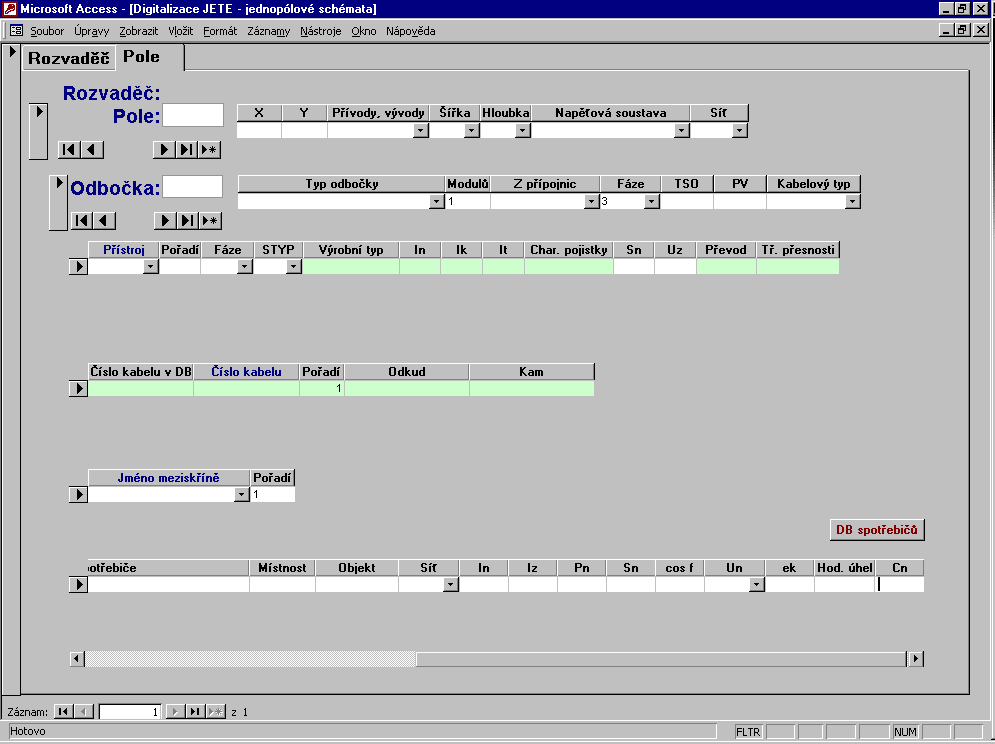 Microsoft Access - [Digitalizace JETE - jednopólové schémata]
Soubor Úpravy Zobrazit Vložit Formát Záznamy Nástroje Okno Nápověda
Rozvaděč Pole
Rozvaděč:
Pole:
X Y Přívody, vývody Šířka Hloubka Napěťová soustava Síť
Odbočka:
Typ odbočky Modulů Z přípojnic Fáze TSO PV Kabelový typ
1 3
Přístroj Pořadí Fáze STYP Výrobní typ In Ik It Char. pojistky Sn Uz Převod Tř. přesnosti
Číslo kabelu v DB Číslo kabelu Pořadí Odkud Kam
1
Jméno meziskříně Pořadí
1
DB spotřebičů
otřebiče Místnost Objekt Síť In Iz Pn Sn cos f Un ek Hod. úhel Cn
Záznam: 1 z 1
Hotovo FLTR NUM